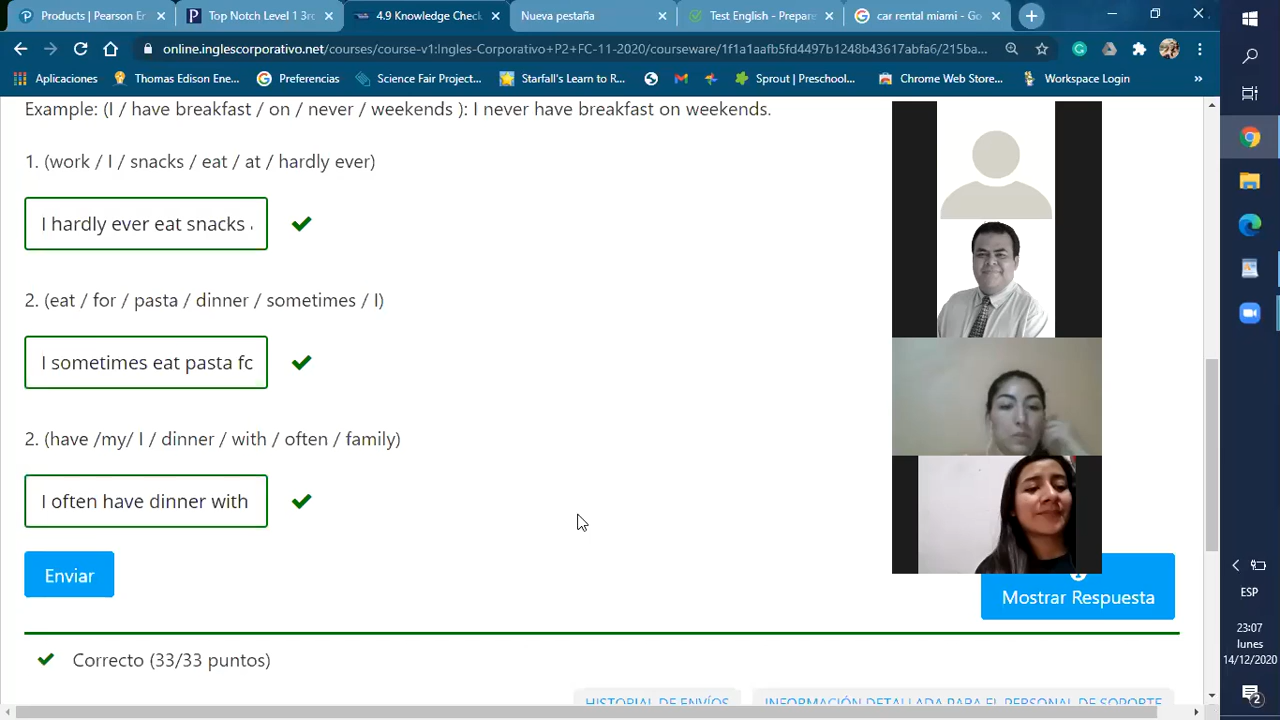 Products | Pearson Er
Top Notch Level 1 3r
4.9 Knowledge Check
Nueva pestaña
Test English - Prepare
car rental miami - Go
online.inglescorporativo.net/courses/course-v1:Ingles-Corporativo+P2+FC-11-2020/courseware/1f1a1aafb5fd4497b1248b43617abfa6/215ba...
Aplicaciones
Thomas Edison Ene...
Preferencias
Science Fair Project...
Starfall's Learn to R...
Sprout | Preschool...
Chrome Web Store...
Workspace Login
»
Example: (I / have breakfast / on / never / weekends ): I never have breakfast on weekends.
1. (work / I / snacks / eat / at / hardly ever)
I hardly ever eat snacks
2. (eat / for / pasta / dinner / sometimes / I)
I sometimes eat pasta fo
2. (have /my/ I / dinner / with / often / family)
I often have dinner with
Enviar
Mostrar Respuesta
Correcto (33/33 puntos)
HISTORIAL DE ENVÍOS
INFORMACIÓN DETALLADA PARA EL PERSONAL DE SOPORTE
ESP
23:07
lunes
14/12/2020
2